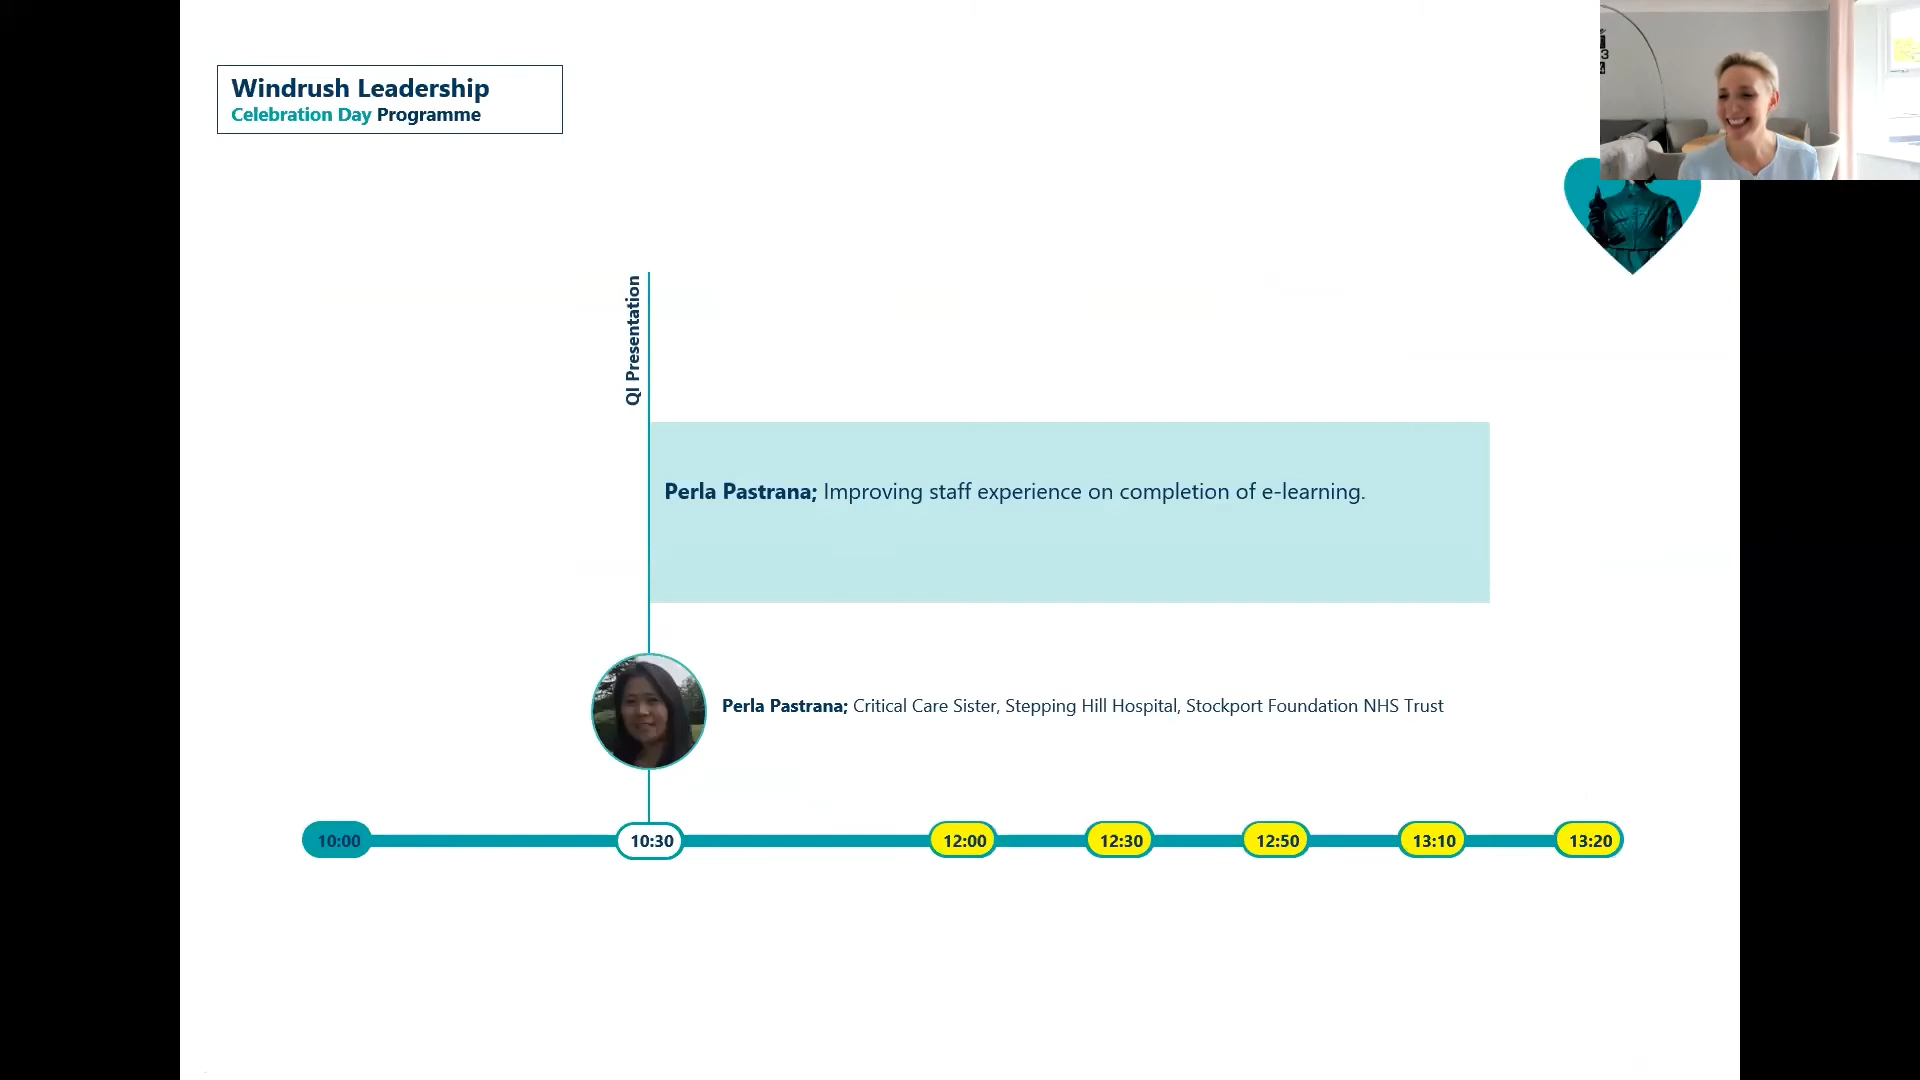 Windrush Leadership
Celebration Day Programme
QI Presentation
Perla Pastrana; Improving staff experience on completion of e-learning.
Perla Pastrana; Critical Care Sister, Stepping Hill Hospital, Stockport Foundation NHS Trust
10:00
10:30
12:00
12:30
12:50
13:10
13:20